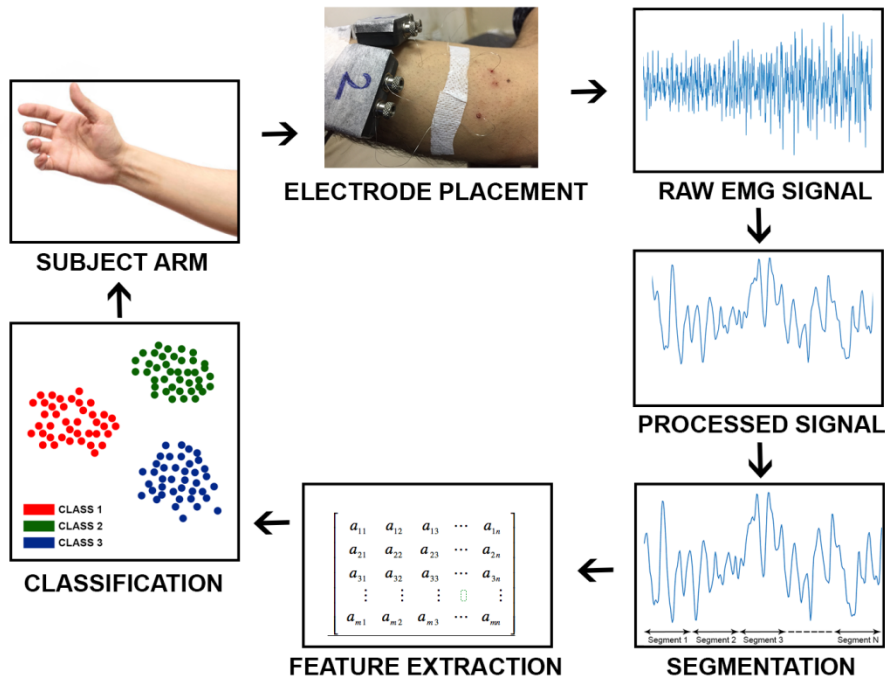 2
ELECTRODE PLACEMENT
RAW EMG SIGNAL
SUBJECT ARM
PROCESSED SIGNAL
CLASS 1
CLASS 2
CLASS 3
CLASSIFICATION
a₁₁ a₁₂ a₁₃ ⋯ a₁ₙ
a₂₁ a₂₂ a₂₃ ⋯ a₂ₙ
a₃₁ a₃₂ a₃₃ ⋯ a₃ₙ
⋮ ⋮ ⋮ ⋮
aₘ₁ aₘ₂ aₘ₃ ⋯ aₘₙ
FEATURE EXTRACTION
Segment 1 Segment 2 Segment 3 Segment N
SEGMENTATION